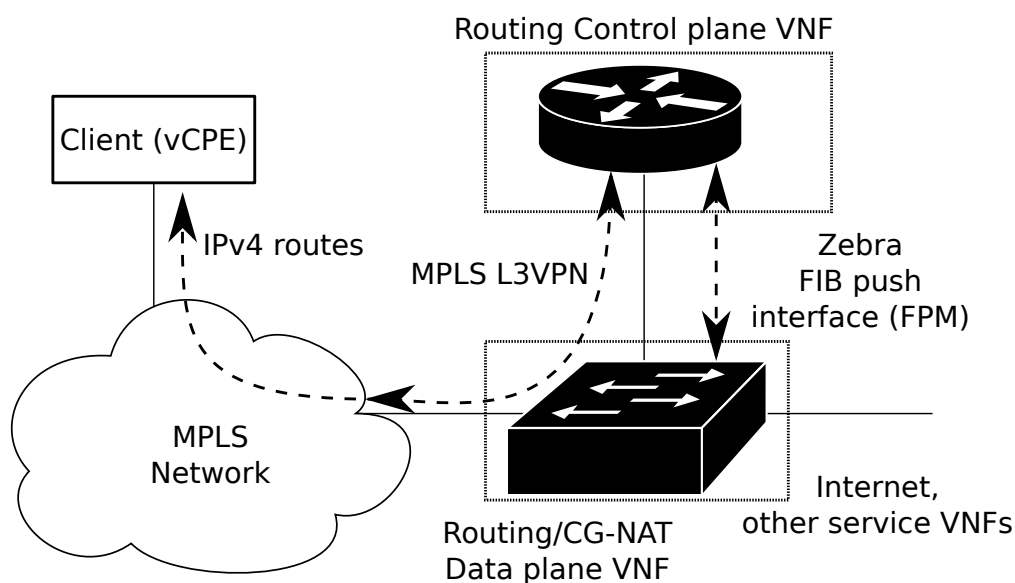 Routing Control plane VNF
Client (vCPE)
IPv4 routes
MPLS L3VPN
Zebra
FIB push
interface (FPM)
MPLS
Network
Internet,
other service VNFs
Routing/CG-NAT
Data plane VNF